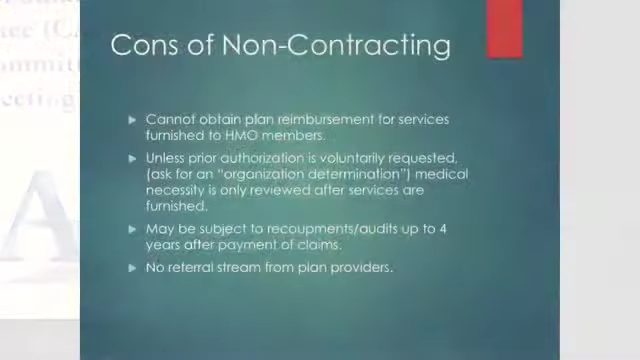 Cons of Non-Contracting
Cannot obtain plan reimbursement for services
furnished to HMO members.
Unless prior authorization is voluntarily requested,
(ask for an “organization determination”) medical
necessity is only reviewed after services are
furnished.
May be subject to recoupments/audits up to 4
years after payment of claims.
No referral stream from plan providers.